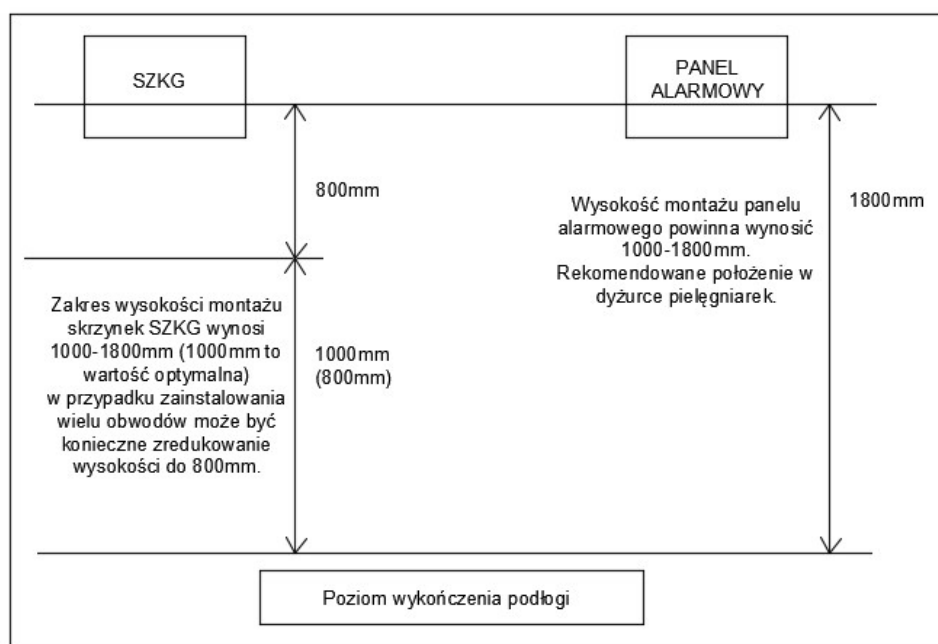 SZKG
PANEL
ALARMOWY
800mm
1800mm
Wysokość montażu panelu
alarmowego powinna wynosić
1000-1800mm.
Rekomendowane położenie w
dyżurce pielęgniarek.
Zakres wysokości montażu
skrzynek SZKG wynosi
1000-1800mm (1000mm to
wartość optymalna)
w przypadku zainstalowania
wielu obwodów może być
konieczne zredukowanie
wysokości do 800mm.
1000mm
(800mm)
Poziom wykończenia podłogi